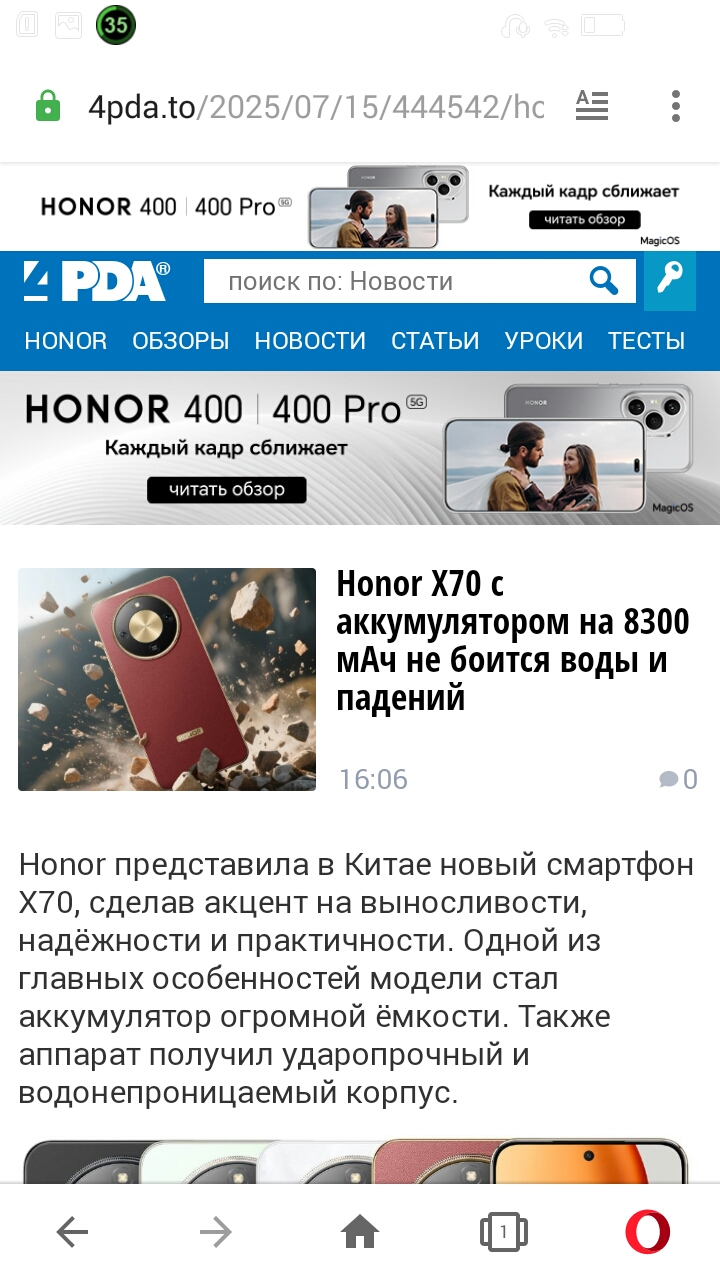 35
4pda.to/2025/07/15/444542/hc
HONOR 400 | 400 Pro 5G
Каждый кадр сближает
читать обзор
MagicOS
4PDA®
поиск по: Новости
HONOR ОБЗОРЫ НОВОСТИ СТАТЬИ УРОКИ ТЕСТЫ
HONOR 400 | 400 Pro 5G
Каждый кадр сближает
читать обзор
HONOR
MagicOS
Honor X70 с
аккумулятором на 8300
мАч не боится воды и
падений
16:06
0
Honor представила в Китае новый смартфон
X70, сделав акцент на выносливости,
надёжности и практичности. Одной из
главных особенностей модели стал
аккумулятор огромной ёмкости. Также
аппарат получил ударопрочный и
водонепроницаемый корпус.
1